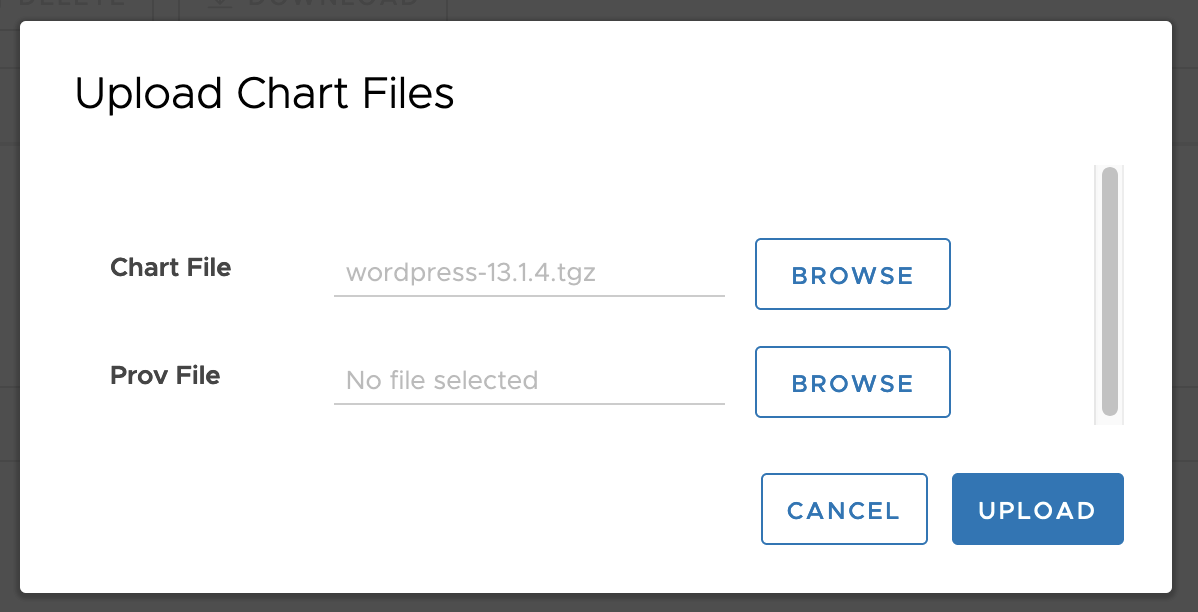 DELETE
DOWNLOAD
Upload Chart Files
Chart File
wordpress-13.1.4.tgz
BROWSE
Prov File
No file selected
BROWSE
CANCEL
UPLOAD